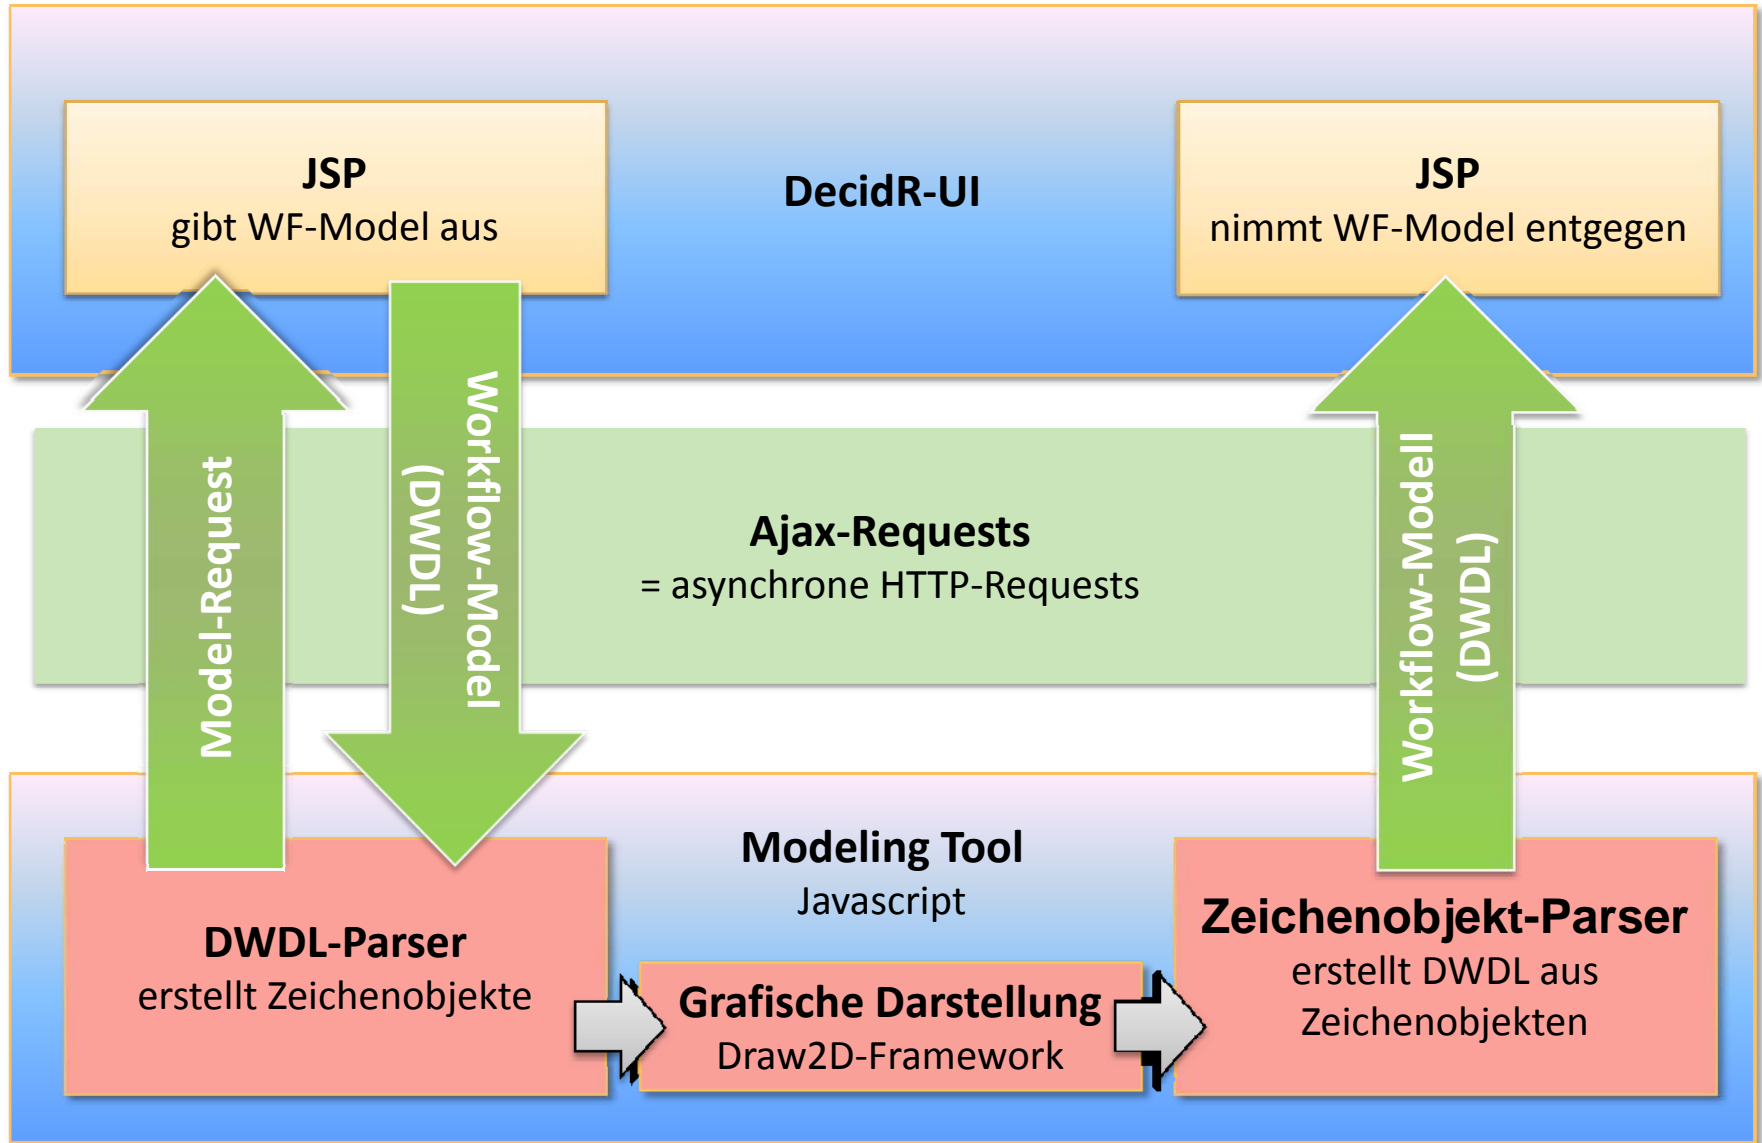 JSP
gibt WF-Model aus
DecidR-UI
JSP
nimmt WF-Model entgegen
Model-Request
Workflow-Model
(DWDL)
Ajax-Requests
= asynchrone HTTP-Requests
Workflow-Modell
(DWDL)
Modeling Tool
Javascript
DWDL-Parser
erstellt Zeichenobjekte
Grafische Darstellung
Draw2D-Framework
Zeichenobjekt-Parser
erstellt DWDL aus
Zeichenobjekten